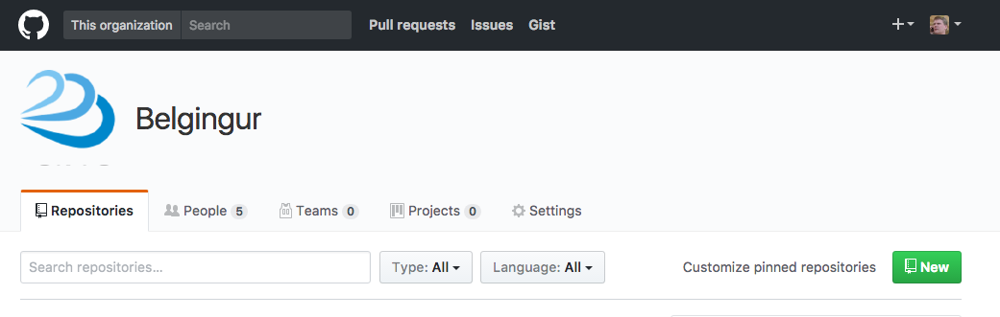 This organization Search Pull requests Issues Gist
Belgingur
Repositories People 5 Teams 0 Projects 0 Settings
Search repositories... Type: All Language: All Customize pinned repositories New